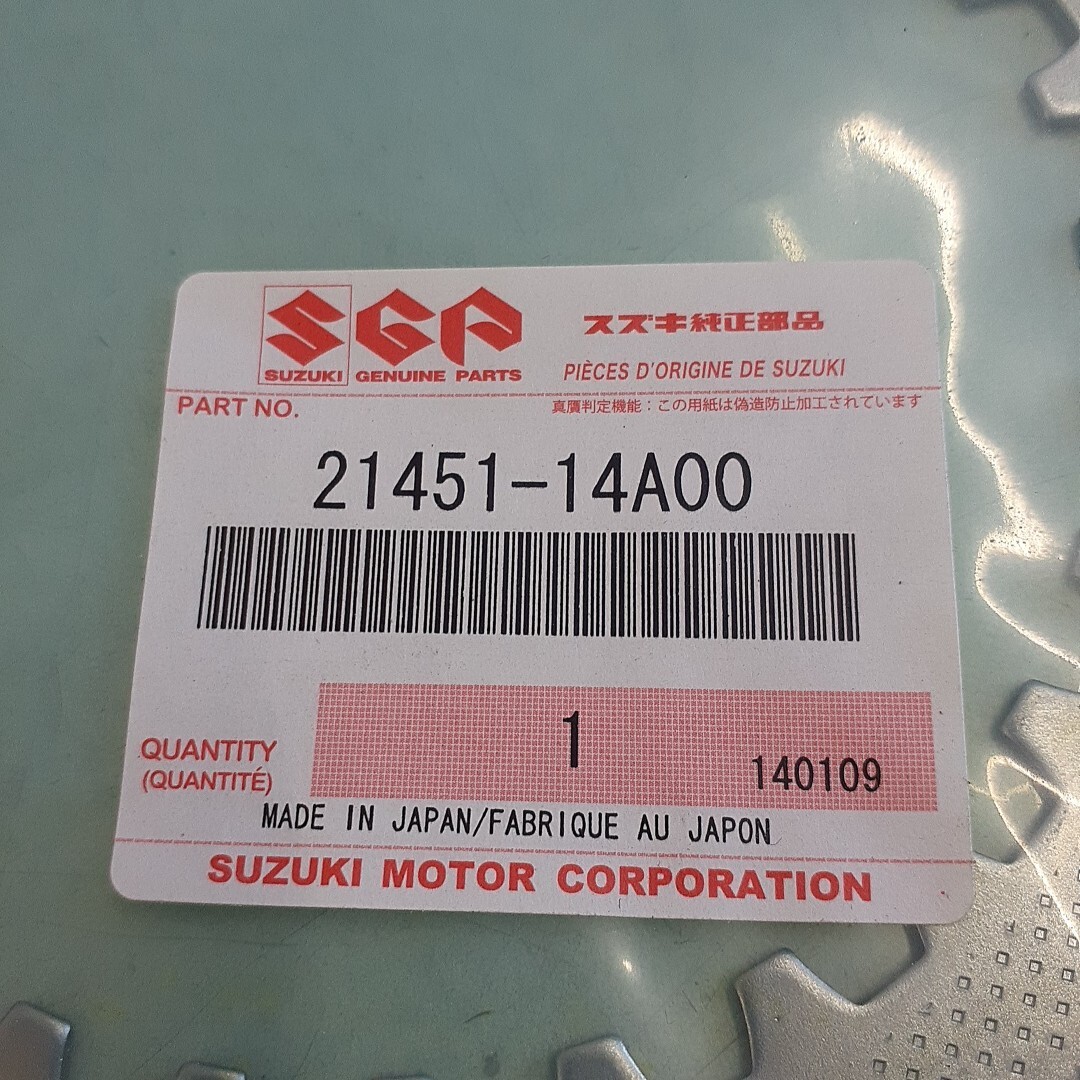 SGP スズキ純正部品
SUZUKI GENUINE PARTS PIÈCES D'ORIGINE DE SUZUKI
PART NO. 真贋判定機能：この用紙は偽造防止加工されています
21451-14A00
QUANTITY 1
(QUANTITÉ) 140109
MADE IN JAPAN/FABRIQUE AU JAPON
SUZUKI MOTOR CORPORATION